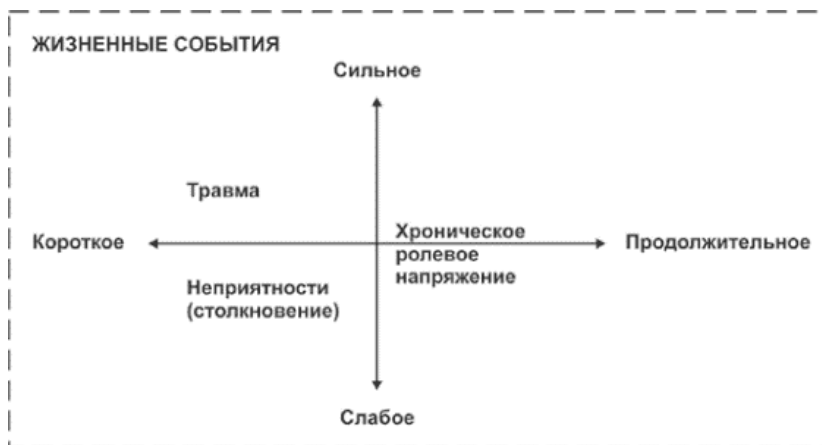 ЖИЗНЕННЫЕ СОБЫТИЯ
Сильное
Травма
Короткое
Хроническое
ролевое
напряжение
Продолжительное
Неприятности
(столкновение)
Слабое